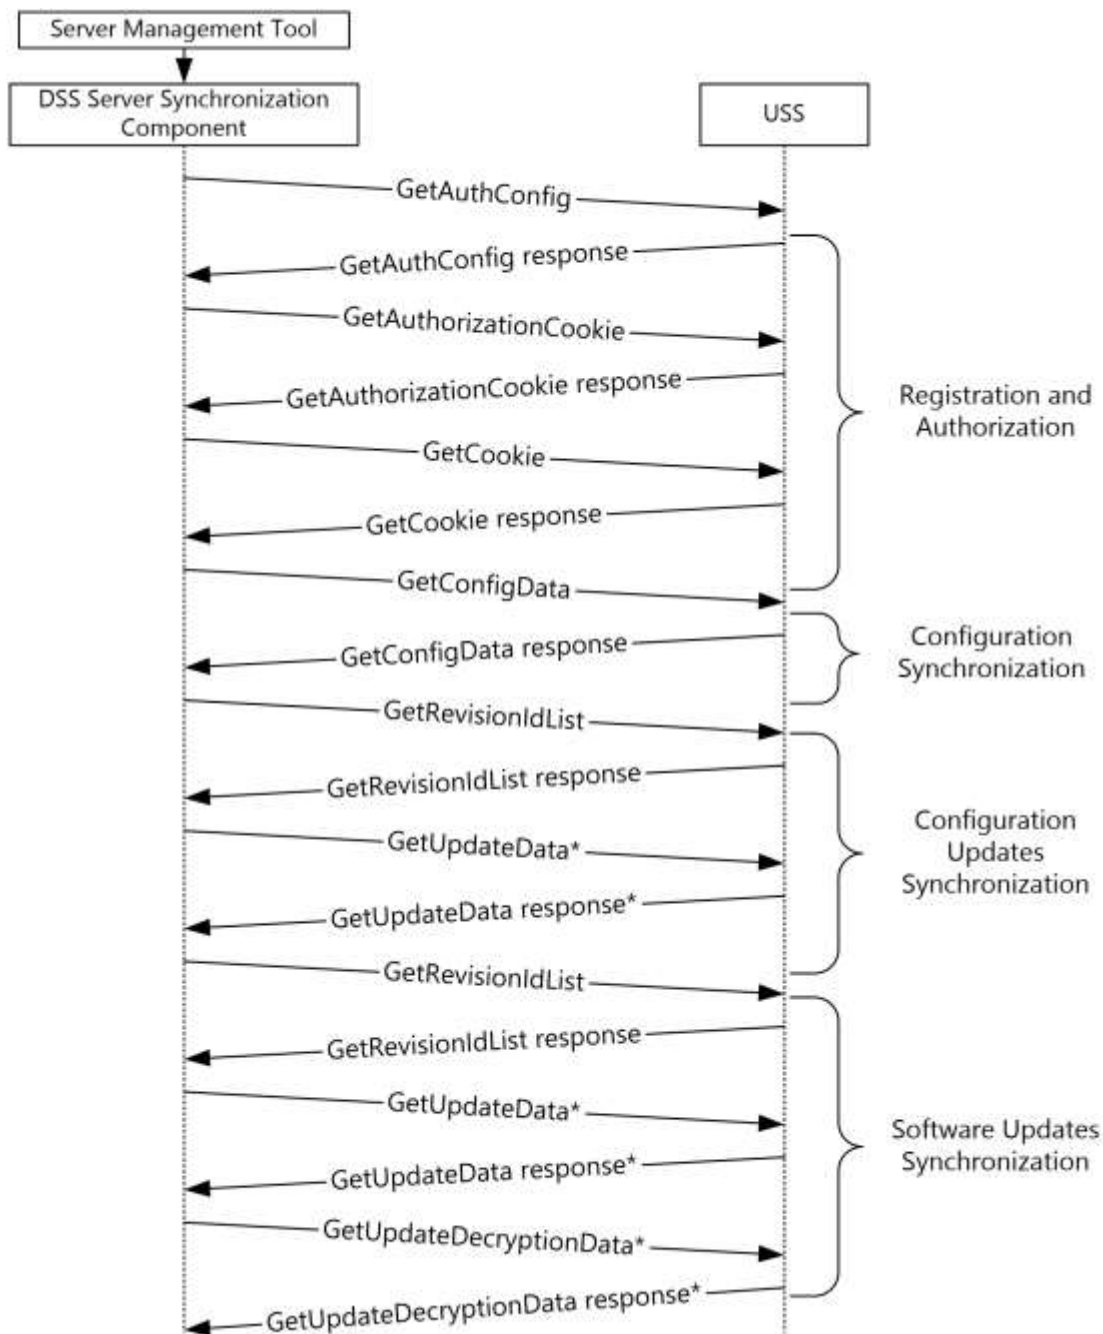 Server Management Tool
DSS Server Synchronization
Component
USS
GetAuthConfig
GetAuthConfig response
GetAuthorizationCookie
GetAuthorizationCookie response
GetCookie
GetCookie response
GetConfigData
Registration and
Authorization
GetConfigData response
Configuration
Synchronization
GetRevisionIdList
GetRevisionIdList response
GetUpdateData*
GetUpdateData response*
Configuration
Updates
Synchronization
GetRevisionIdList
GetRevisionIdList response
GetUpdateData*
GetUpdateData response*
GetUpdateDecryptionData*
GetUpdateDecryptionData response*
Software Updates
Synchronization